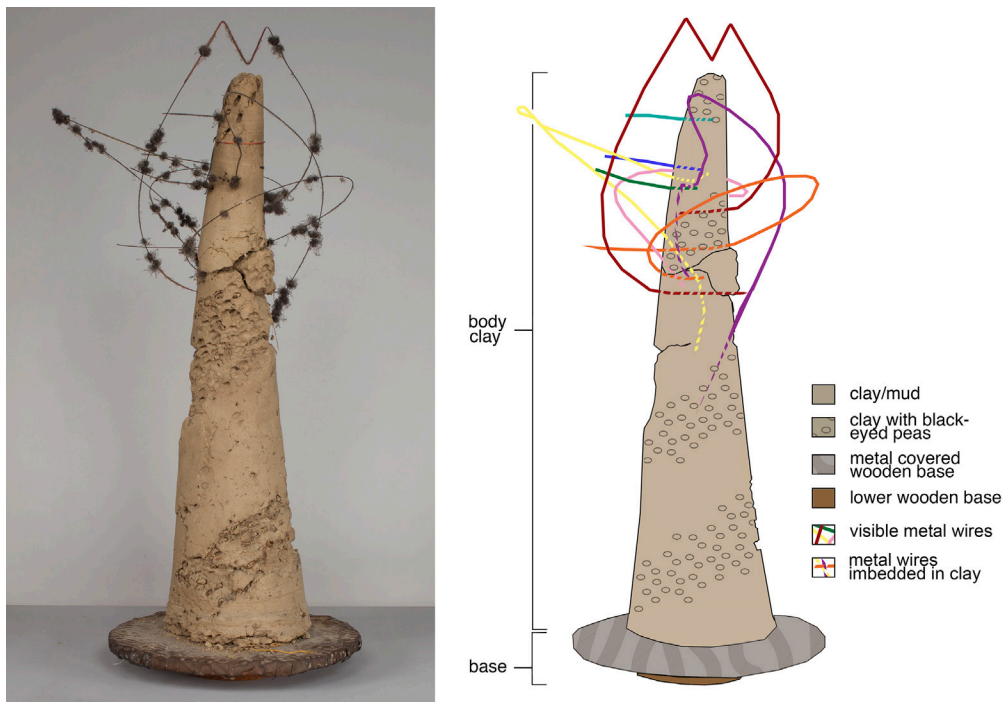 body
clay
base
clay/mud
clay with black-
eyed peas
metal covered
wooden base
lower wooden base
visible metal wires
metal wires
imbedded in clay